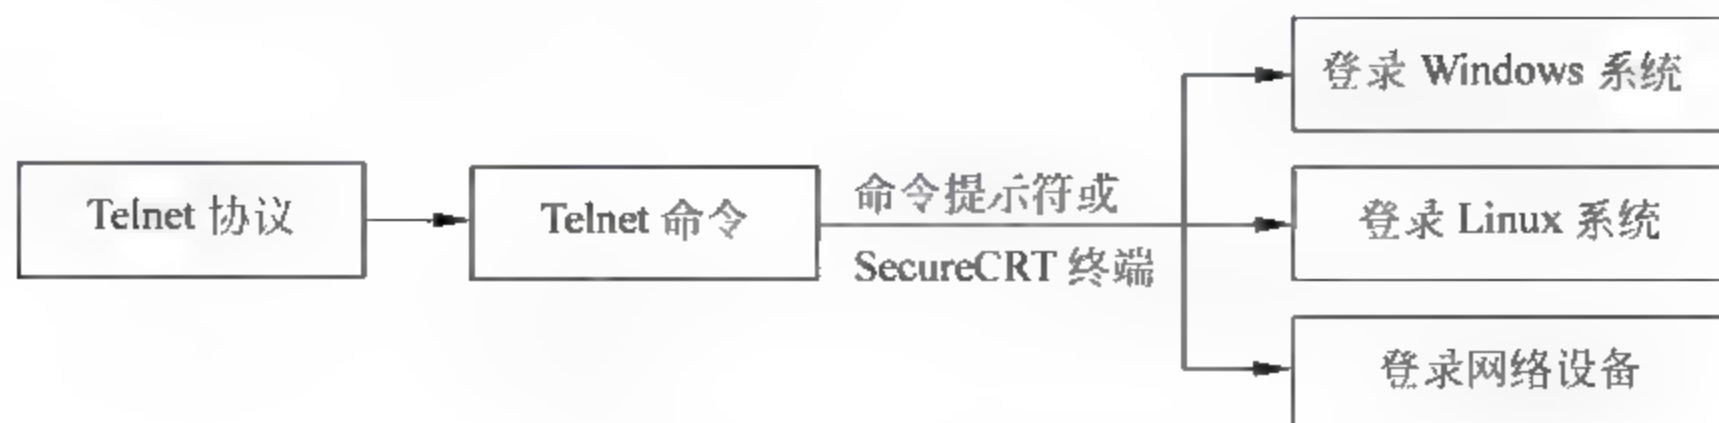 Telnet 协议
Telnet 命令
命令提示符或
SecureCRT 终端
登录 Windows 系统
登录 Linux 系统
登录网络设备